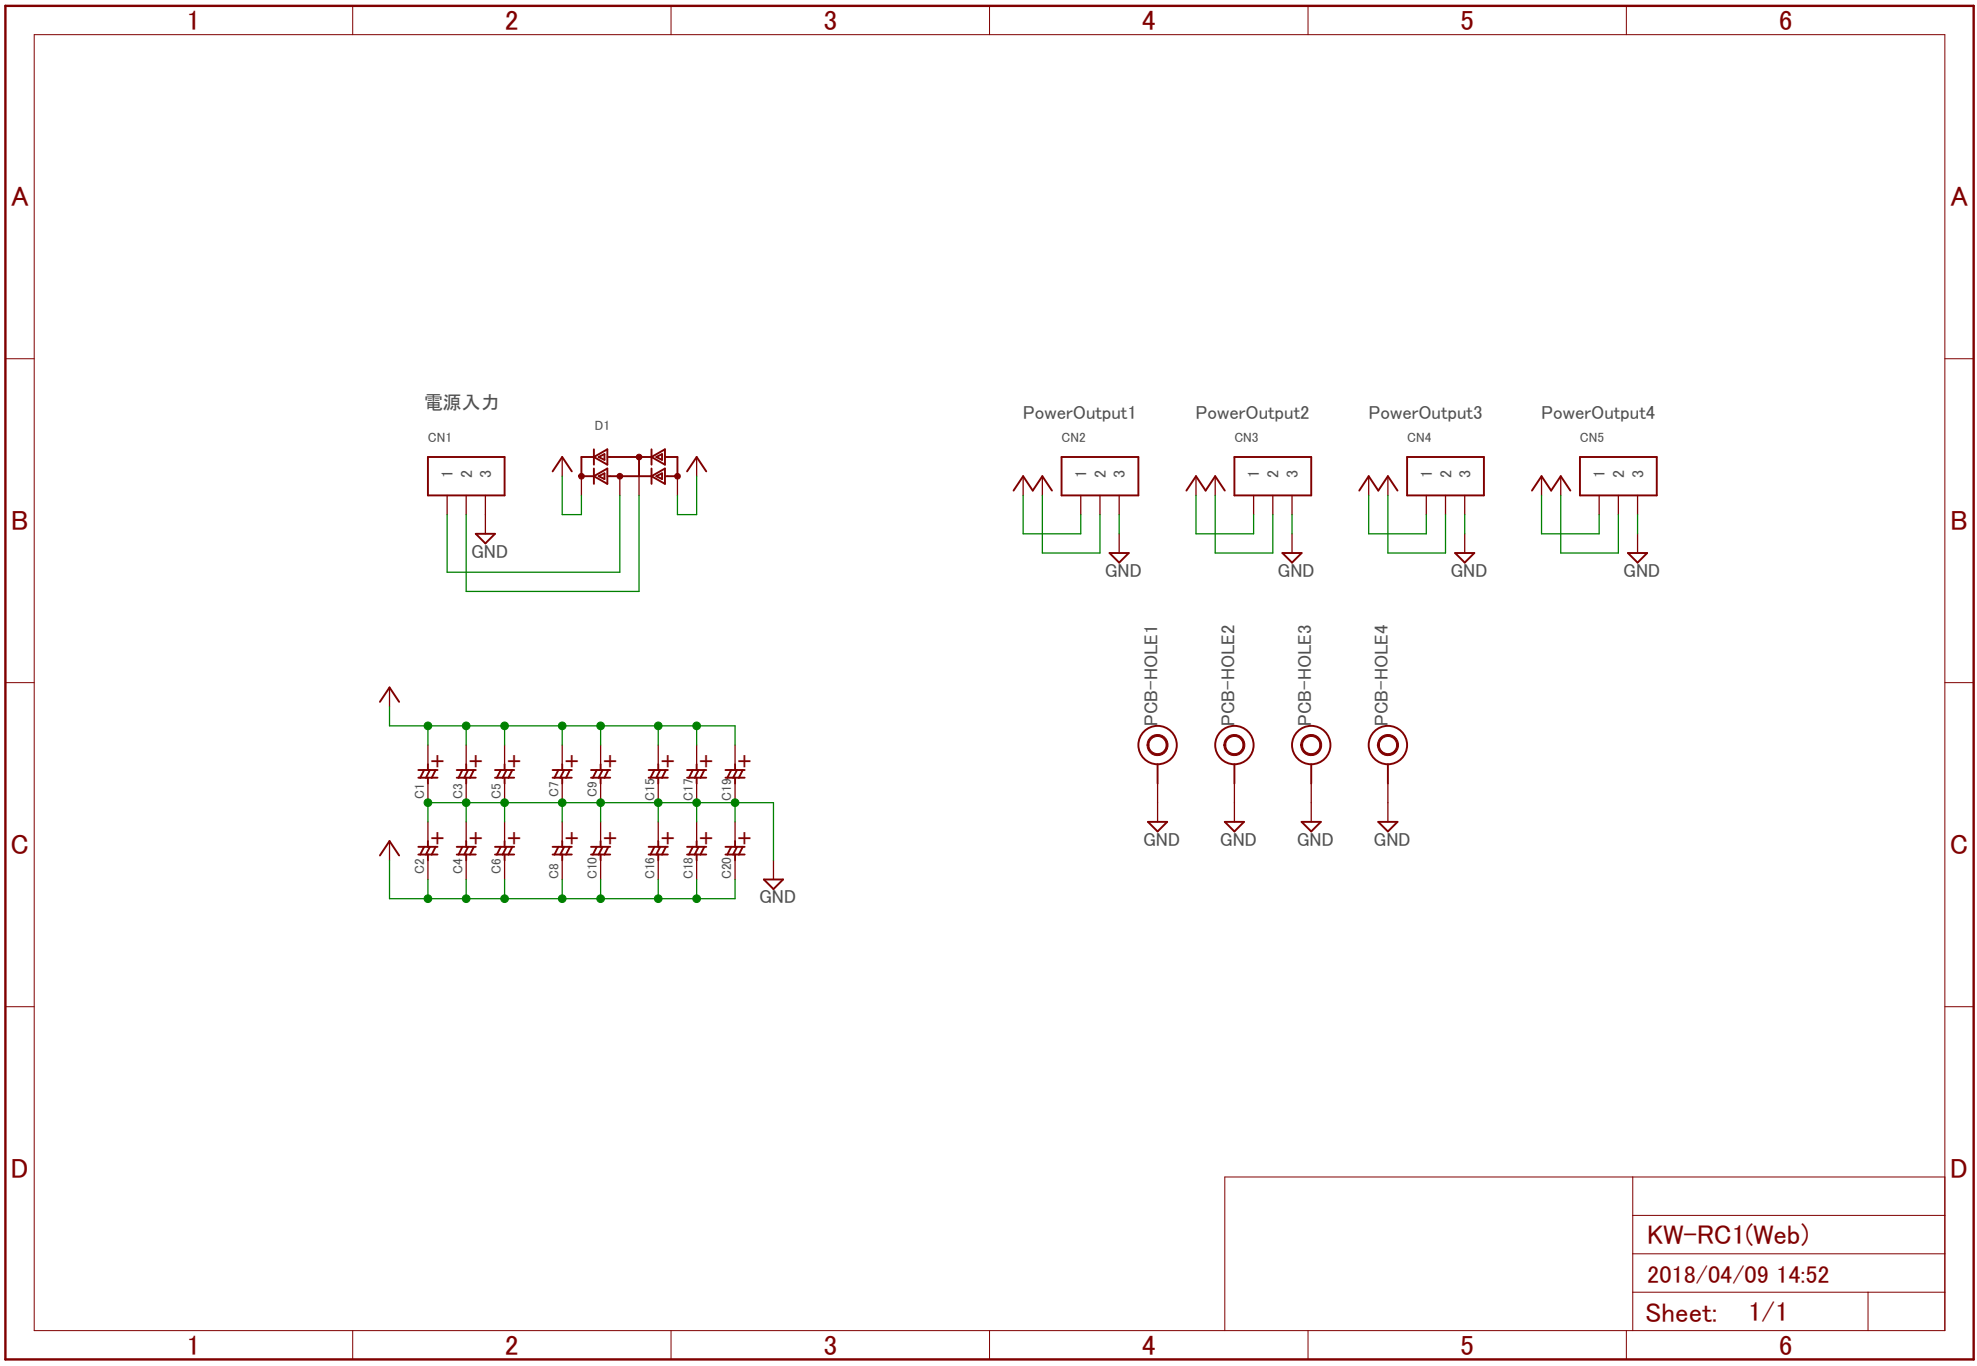 1 2 3 4 5 6
A A
電源入力
CN1
1 2 3
GND
D1
PowerOutput1 PowerOutput2 PowerOutput3 PowerOutput4
CN2 CN3 CN4 CN5
1 2 3 1 2 3 1 2 3 1 2 3
GND GND GND GND
B B
PCB-HOLE1 PCB-HOLE2 PCB-HOLE3 PCB-HOLE4
GND GND GND GND
+ + + + + + + +
C1 C3 C5 C7 C9 C15 C17 C19
+ + + + + + + +
C2 C4 C6 C8 C10 C16 C18 C20
GND
C C
D D
KW-RC1(Web)
2018/04/09 14:52
Sheet: 1/1
1 2 3 4 5 6